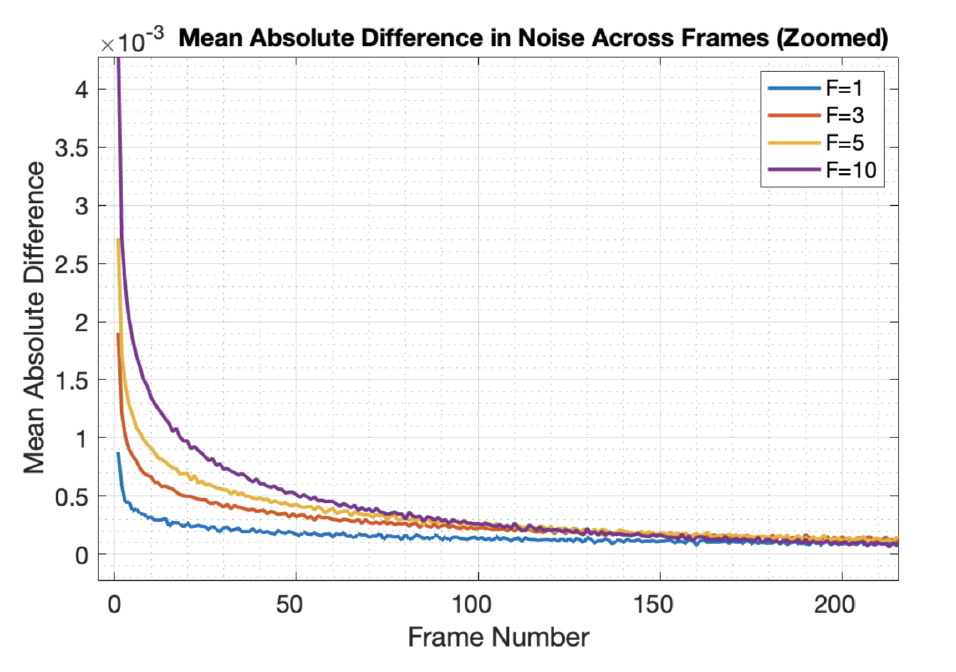 ×10⁻³ Mean Absolute Difference in Noise Across Frames (Zoomed)
F=1
F=3
F=5
F=10
4
3.5
3
2.5
2
1.5
1
0.5
0
Mean Absolute Difference
0 50 100 150 200
Frame Number